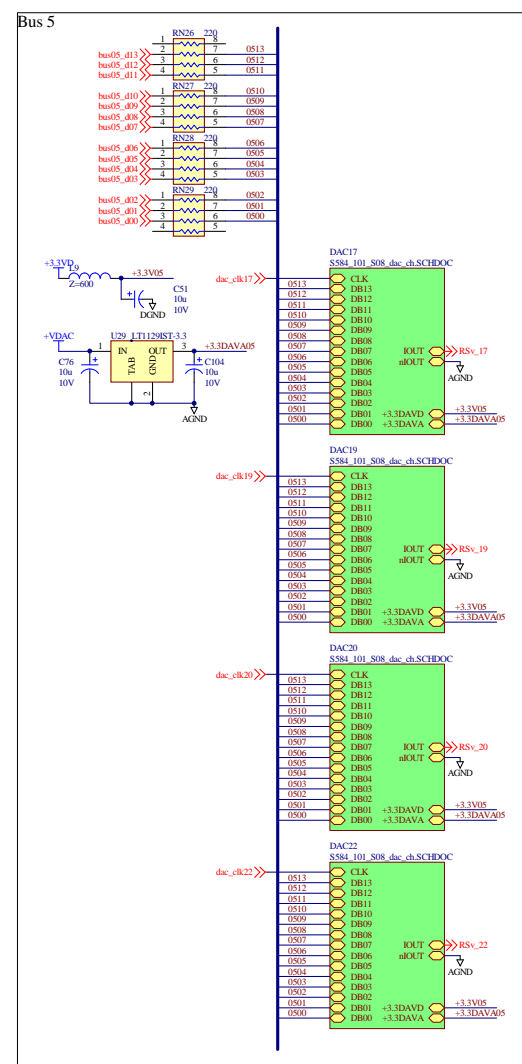 Bus 5
RN26 220
1 8
bus05_d13 2 7 0513
bus05_d12 3 6 0512
bus05_d11 4 5 0511
RN27 220
bus05_d10 1 8 0510
bus05_d09 2 7 0509
bus05_d08 3 6 0508
bus05_d07 4 5 0507
RN28 220
bus05_d06 1 8 0506
bus05_d05 2 7 0505
bus05_d04 3 6 0504
bus05_d03 4 5 0503
RN29 220
bus05_d02 1 8 0502
bus05_d01 2 7 0501
bus05_d00 3 6 0500
4 5
+3.3VD L9 +3.3V05
Z=600
C51
10u
10V
DGND
+VDAC U29 LT1129IST-3.3
1 IN OUT 3 +3.3DAVA05
TAB GND
2
C76
10u
10V
C104
10u
10V
AGND
DAC17
S584_101_S08_dac_ch.SCHDOC
dac_clk17 CLK
0513 DB13
0512 DB12
0511 DB11
0510 DB10
0509 DB09
0508 DB08
0507 DB07 IOUT RSv_17
0506 DB06 nIOUT
0505 DB05 AGND
0504 DB04
0503 DB03
0502 DB02
0501 DB01 +3.3DAVD +3.3V05
0500 DB00 +3.3DAVA +3.3DAVA05
DAC19
S584_101_S08_dac_ch.SCHDOC
dac_clk19 CLK
0513 DB13
0512 DB12
0511 DB11
0510 DB10
0509 DB09
0508 DB08
0507 DB07 IOUT RSv_19
0506 DB06 nIOUT
0505 DB05 AGND
0504 DB04
0503 DB03
0502 DB02
0501 DB01 +3.3DAVD +3.3V05
0500 DB00 +3.3DAVA +3.3DAVA05
DAC20
S584_101_S08_dac_ch.SCHDOC
dac_clk20 CLK
0513 DB13
0512 DB12
0511 DB11
0510 DB10
0509 DB09
0508 DB08
0507 DB07 IOUT RSv_20
0506 DB06 nIOUT
0505 DB05 AGND
0504 DB04
0503 DB03
0502 DB02
0501 DB01 +3.3DAVD +3.3V05
0500 DB00 +3.3DAVA +3.3DAVA05
DAC22
S584_101_S08_dac_ch.SCHDOC
dac_clk22 CLK
0513 DB13
0512 DB12
0511 DB11
0510 DB10
0509 DB09
0508 DB08
0507 DB07 IOUT RSv_22
0506 DB06 nIOUT
0505 DB05 AGND
0504 DB04
0503 DB03
0502 DB02
0501 DB01 +3.3DAVD +3.3V05
0500 DB00 +3.3DAVA +3.3DAVA05